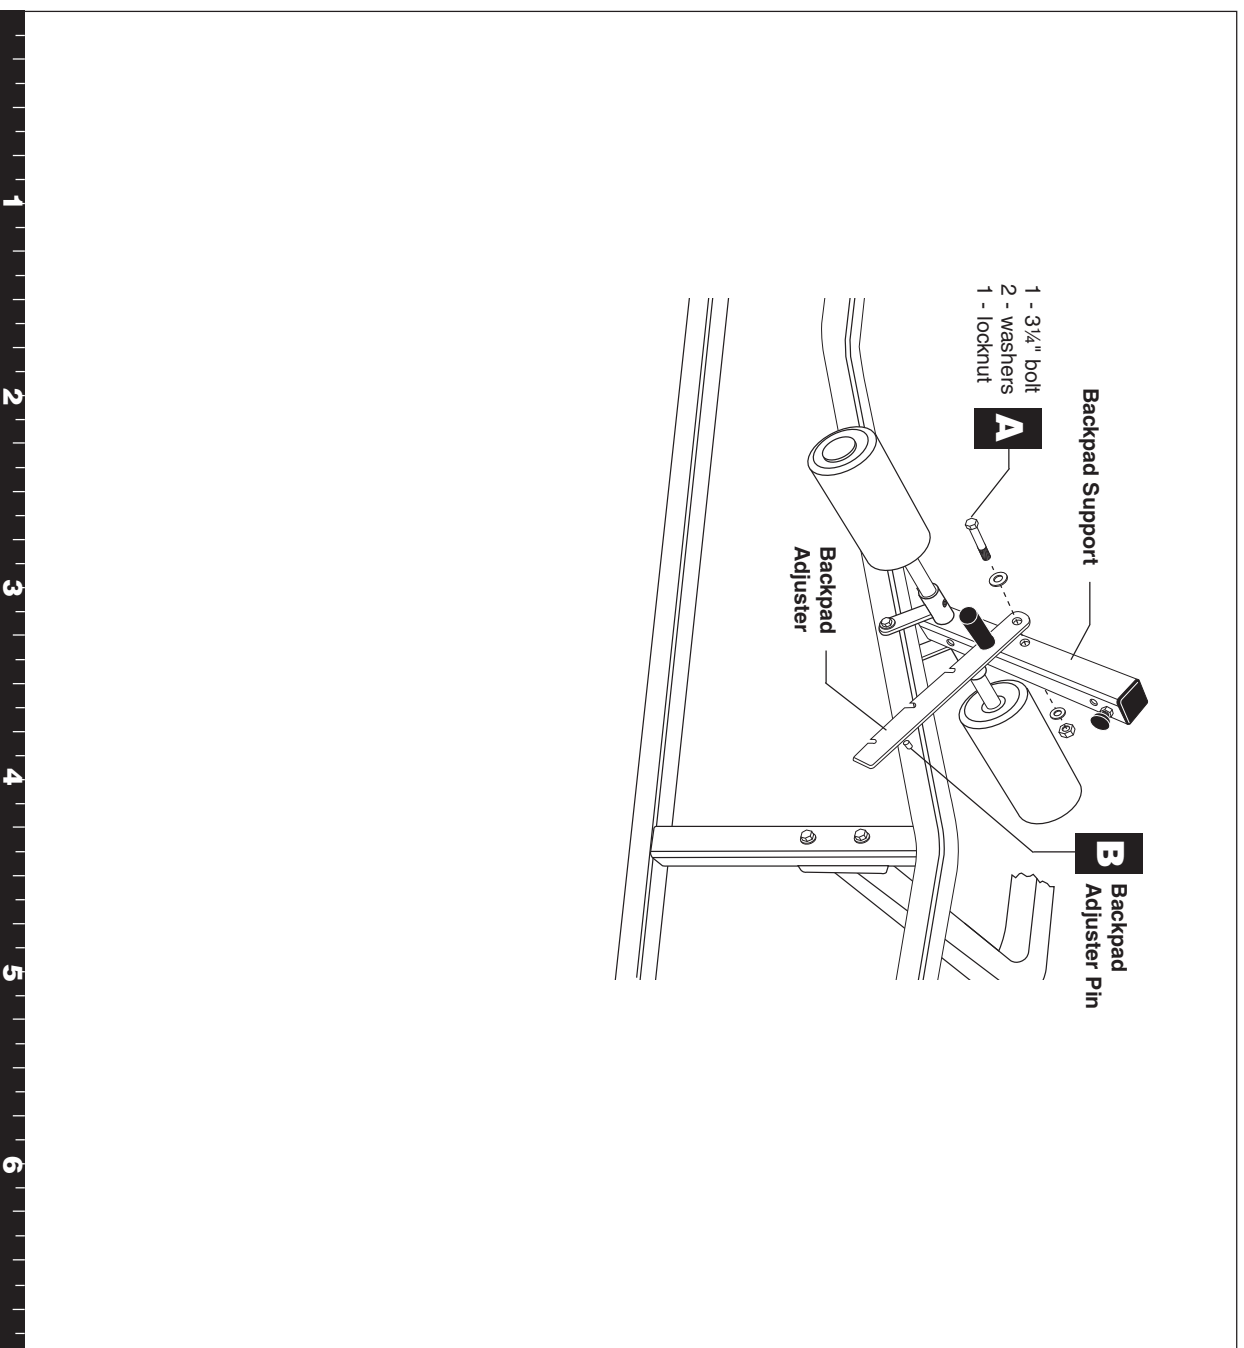 Backpad Support
1 - 3¼" bolt
2 - washers
1 - locknut
A
Backpad
Adjuster
B
Backpad
Adjuster Pin
1
2
3
4
5
6